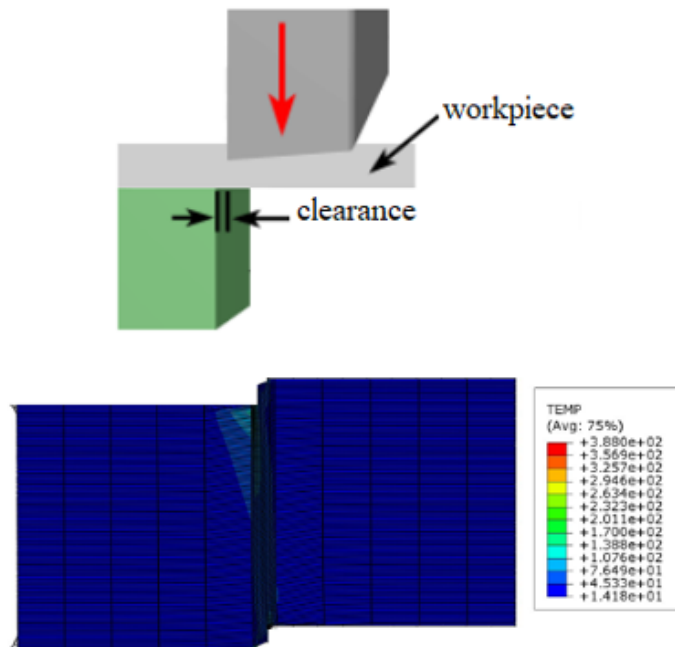 workpiece
clearance
TEMP
(Avg: 75%)
+3.880e+02
+3.569e+02
+3.257e+02
+2.946e+02
+2.634e+02
+2.323e+02
+2.011e+02
+1.700e+02
+1.388e+02
+1.076e+02
+7.649e+01
+4.533e+01
+1.418e+01